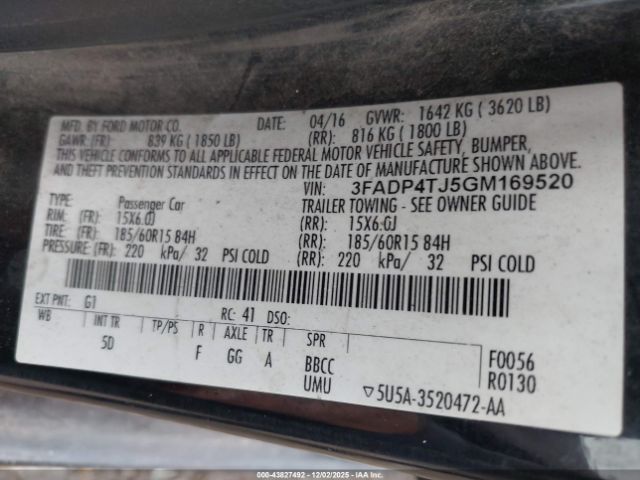 MFD. BY FORD MOTOR CO. DATE: 04/16 GVWR: 1642 KG ( 3620 LB)
GAWR: (FR): 839 KG ( 1850 LB) (RR): 816 KG ( 1800 LB)
THIS VEHICLE CONFORMS TO ALL APPLICABLE FEDERAL MOTOR VEHICLE SAFETY, BUMPER,
AND THEFT PREVENTION STANDARDS IN EFFECT ON THE DATE OF MANUFACTURE SHOWN ABOVE.
VIN: 3FADP4TJ5GM169520
TYPE: Passenger Car TRAILER TOWING - SEE OWNER GUIDE
RIM: (FR): 15X6.0J (RR): 15X6.0J
TIRE: (FR): 185/60R15 84H (RR): 185/60R15 84H
PRESSURE: (FR): 220 kPa/ 32 PSI COLD (RR): 220 kPa/ 32 PSI COLD
EXT PNT: G1 RC: 41 DSO:
WB INT TR TP/PS R AXLE TR SPR
5D F GG A BBCC F0056
UMU R0130
▽5U5A-3520472-AA
000-43827492 - 12/02/2025 - IAA Holdings, LLC.